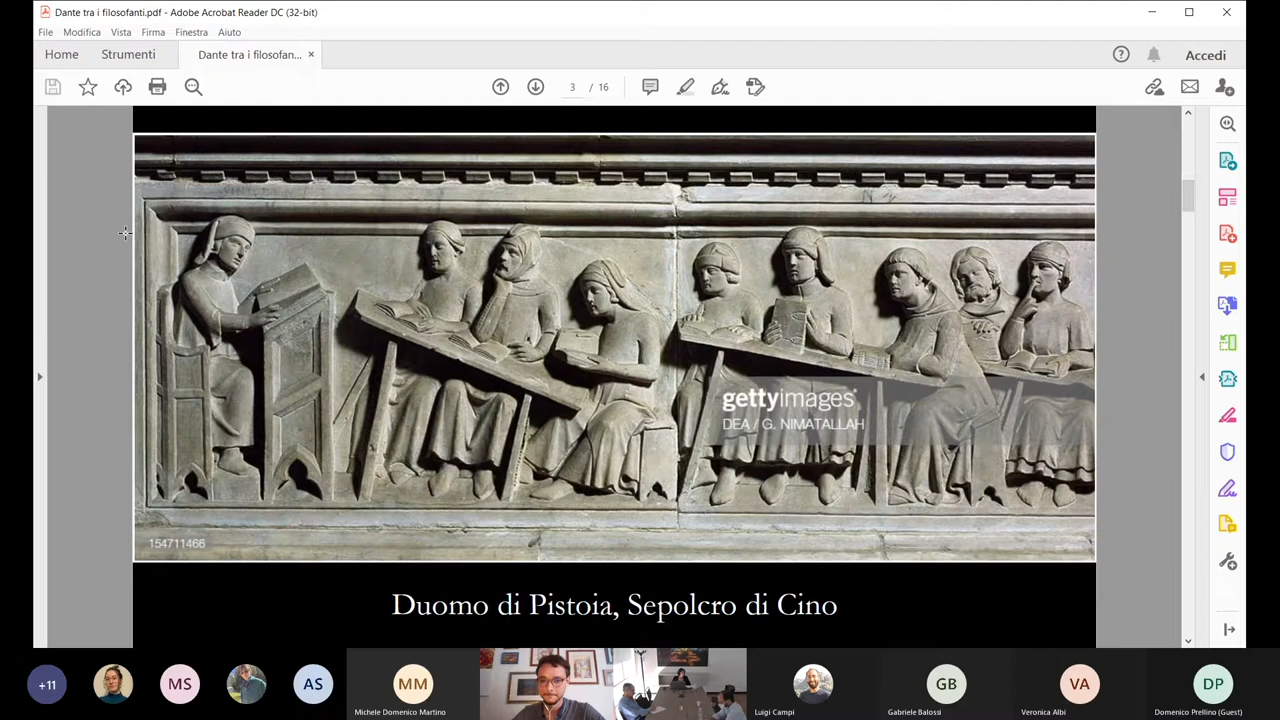 Dante tra i filosofanti.pdf - Adobe Acrobat Reader DC (32-bit)
File Modifica Vista Firma Finestra Aiuto
Home Strumenti Dante tra i filosofan... × Accedi
3 / 16
gettyimages
DEA / G. NIMATALLAH
154711466
Duomo di Pistoia, Sepolcro di Cino
+11 MS AS MM GB VA DP
Michele Domenico Martino Luigi Campi Gabriele Balossi Veronica Albi Domenico Prellino (Guest)